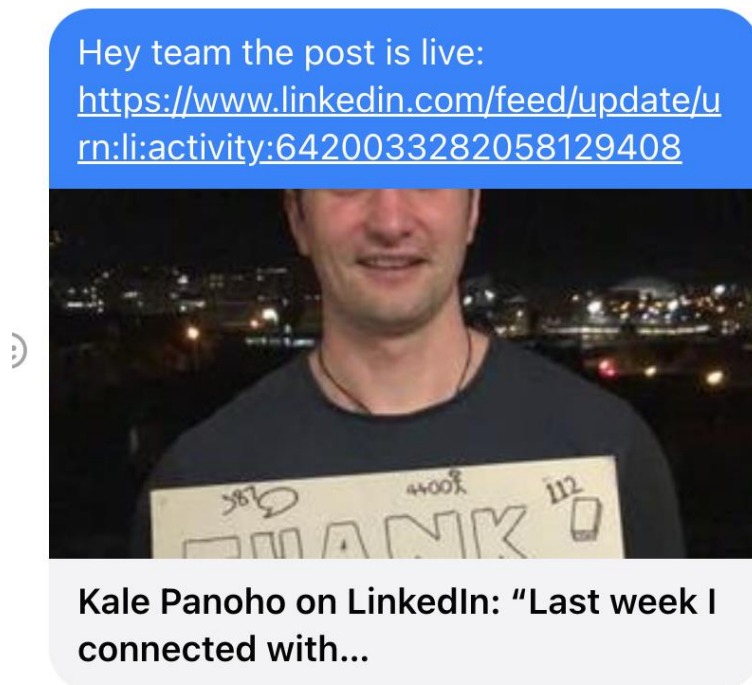 Hey team the post is live:
https://www.linkedin.com/feed/update/u
rn:li:activity:6420033282058129408
387 4400 112
THANK
Kale Panoho on LinkedIn: “Last week I
connected with...